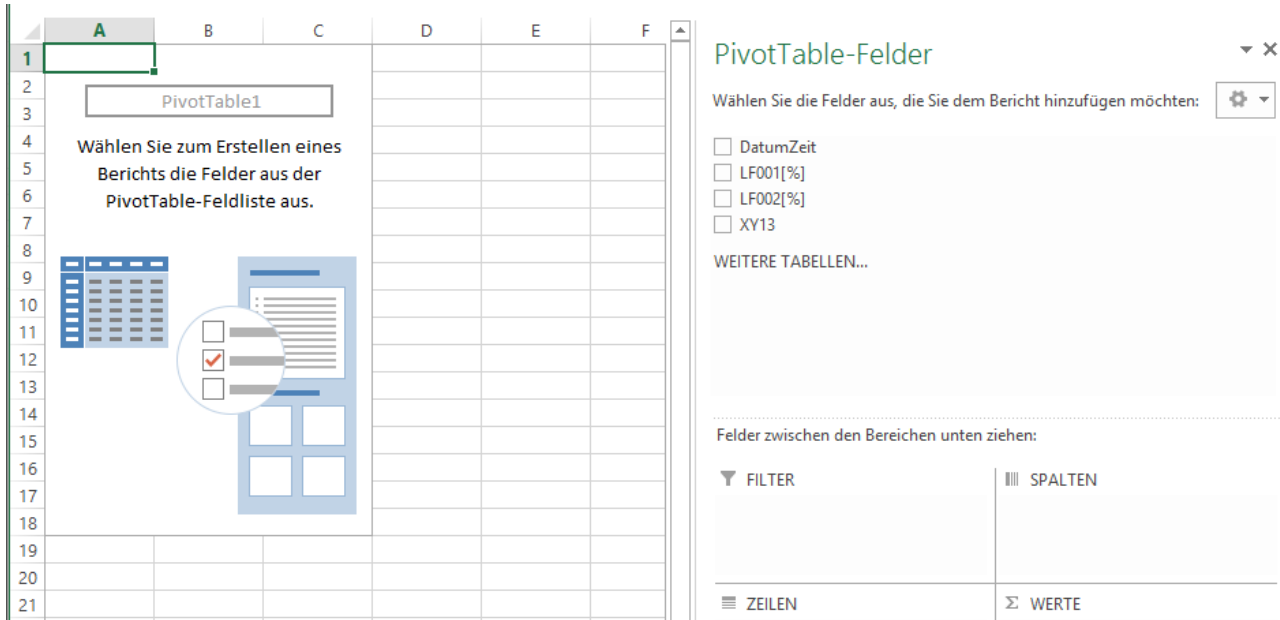 A B C D E F
1
2
PivotTable1
3
4
Wählen Sie zum Erstellen eines
5
Berichts die Felder aus der
6
PivotTable-Feldliste aus.
7
8
9
10
11
12
13
14
15
16
17
18
19
20
21
PivotTable-Felder
Wählen Sie die Felder aus, die Sie dem Bericht hinzufügen möchten:
DatumZeit
LF001[%]
LF002[%]
XY13
WEITERE TABELLEN...
Felder zwischen den Bereichen unten ziehen:
FILTER
SPALTEN
ZEILEN
Σ WERTE